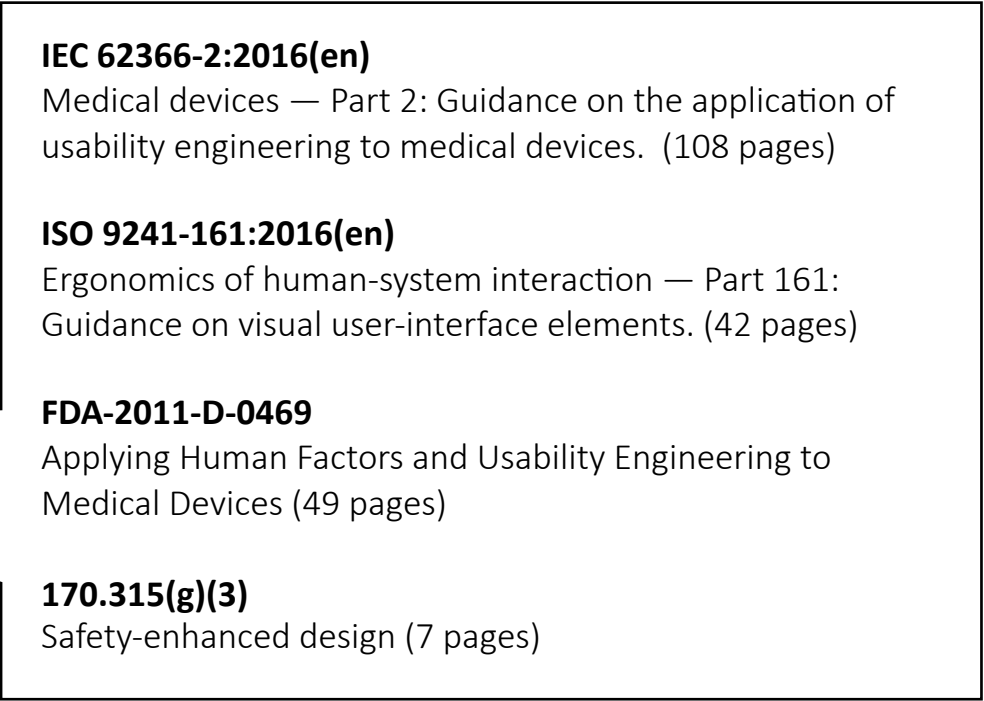 IEC 62366-2:2016(en)
Medical devices — Part 2: Guidance on the application of
usability engineering to medical devices.  (108 pages)
ISO 9241-161:2016(en)
Ergonomics of human-system interaction — Part 161:
Guidance on visual user-interface elements. (42 pages)
FDA-2011-D-0469
Applying Human Factors and Usability Engineering to
Medical Devices (49 pages)
170.315(g)(3)
Safety-enhanced design (7 pages)